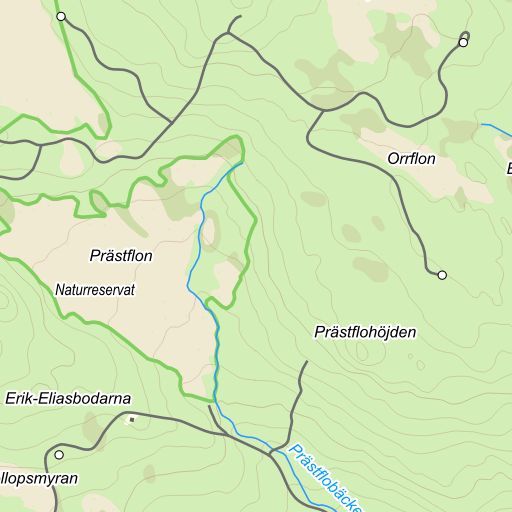 Orrflon
Prästflon
Naturreservat
Prästflohöjden
Erik-Eliasbodarna
Prästflobäcke
llopsmyran